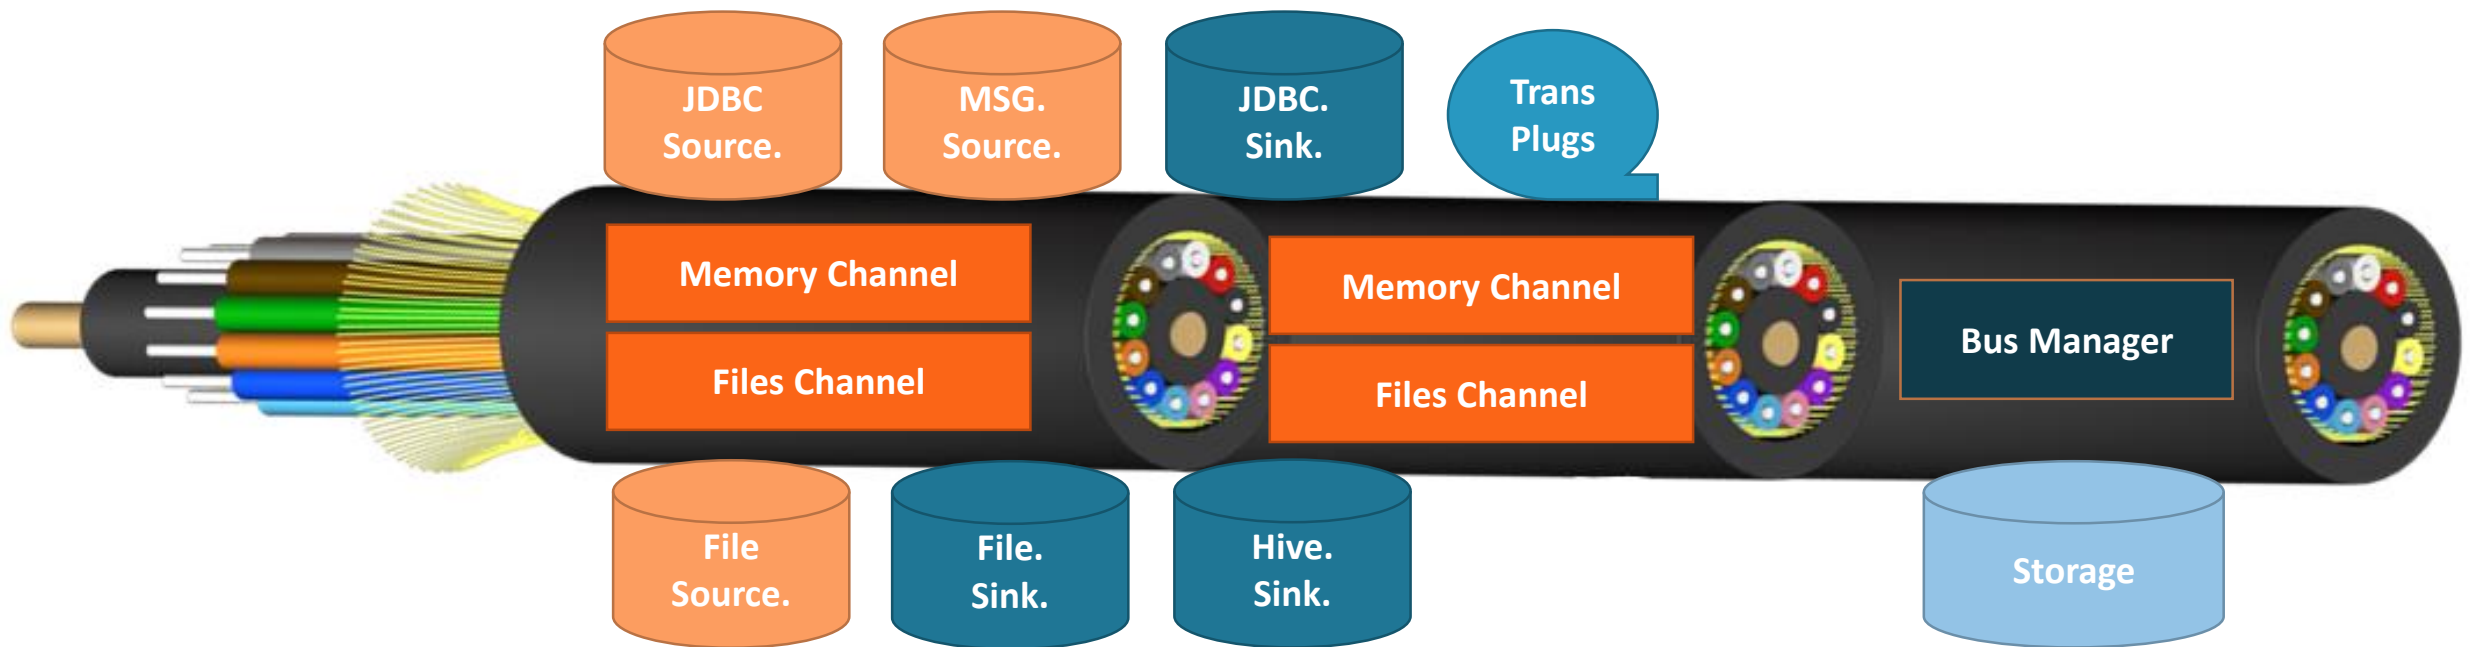 JDBC
Source.
MSG.
Source.
JDBC.
Sink.
Trans
Plugs
Memory Channel
Files Channel
Memory Channel
Files Channel
Bus Manager
File
Source.
File.
Sink.
Hive.
Sink.
Storage